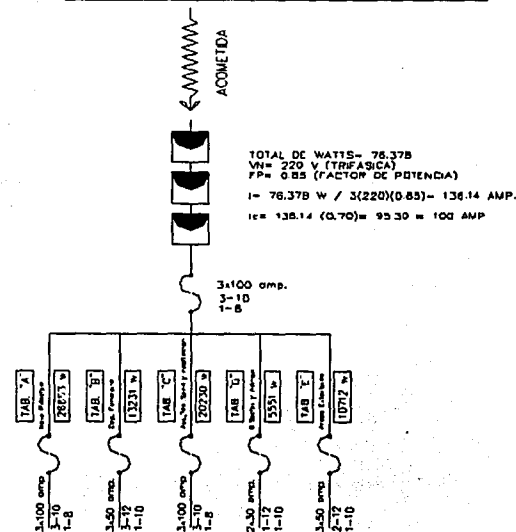 ACOMETIDA
TOTAL DE WATTS= 76.378
VN= 220 V (TRIFASICA)
FP= 0.85 (FACTOR DE POTENCIA)
I= 76.378 W / 3(220)(0.85)= 136.14 AMP.
Ic= 136.14 (0.70)= 95.30 = 100 AMP
3x100 amp.
3-10
1-8
TAB. "A"
26653 W
TAB. "B"
13231 W
TAB. "C"
20230 W
TAB. "D"
5551 W
TAB. "E"
10712 W
3x100 amp
3-10
1-8
3x50 amp
3-12
1-10
3x100 amp
3-10
1-8
2x30 amp.
1-12
1-10
3x50 amp
2-12
1-10